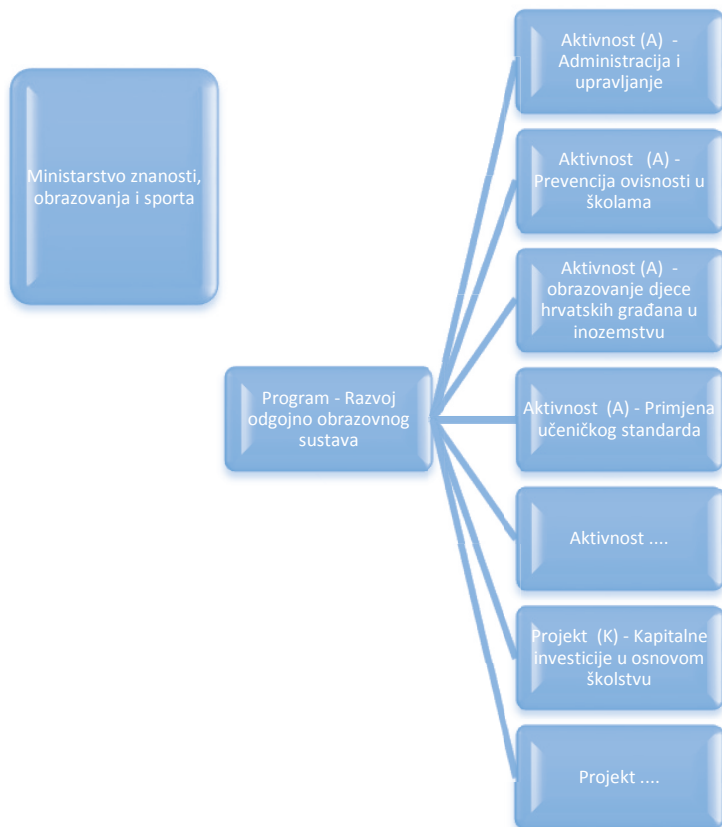 Ministarstvo znanosti,
obrazovanja i sporta
Program - Razvoj
odgojno obrazovnog
sustava
Aktivnost (A) -
Administracija i
upravljanje
Aktivnost (A) -
Prevencija ovisnosti u
školama
Aktivnost (A) -
obrazovanje djece
hrvatskih građana u
inozemstvu
Aktivnost (A) - Primjena
učeničkog standarda
Aktivnost ....
Projekt (K) - Kapitalne
investicije u osnovom
školstvu
Projekt ....